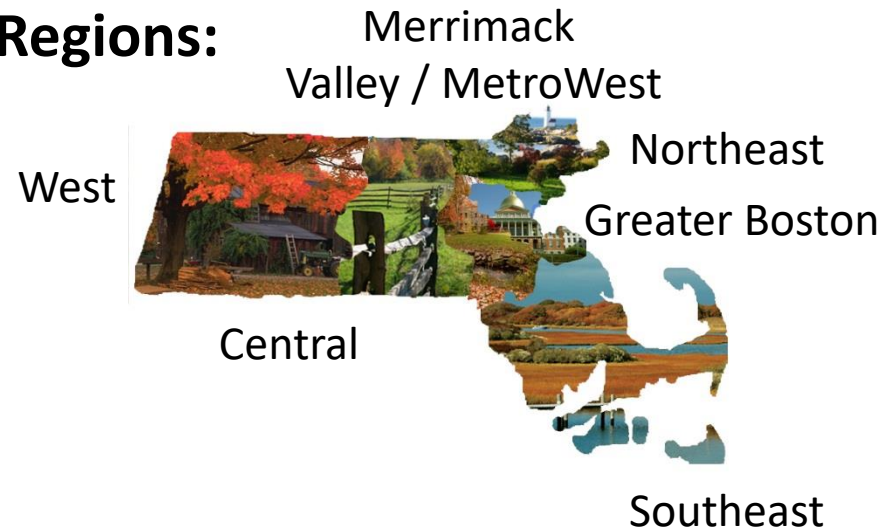 Regions:
Merrimack
Valley / MetroWest
Northeast
West
Greater Boston
Central
Southeast